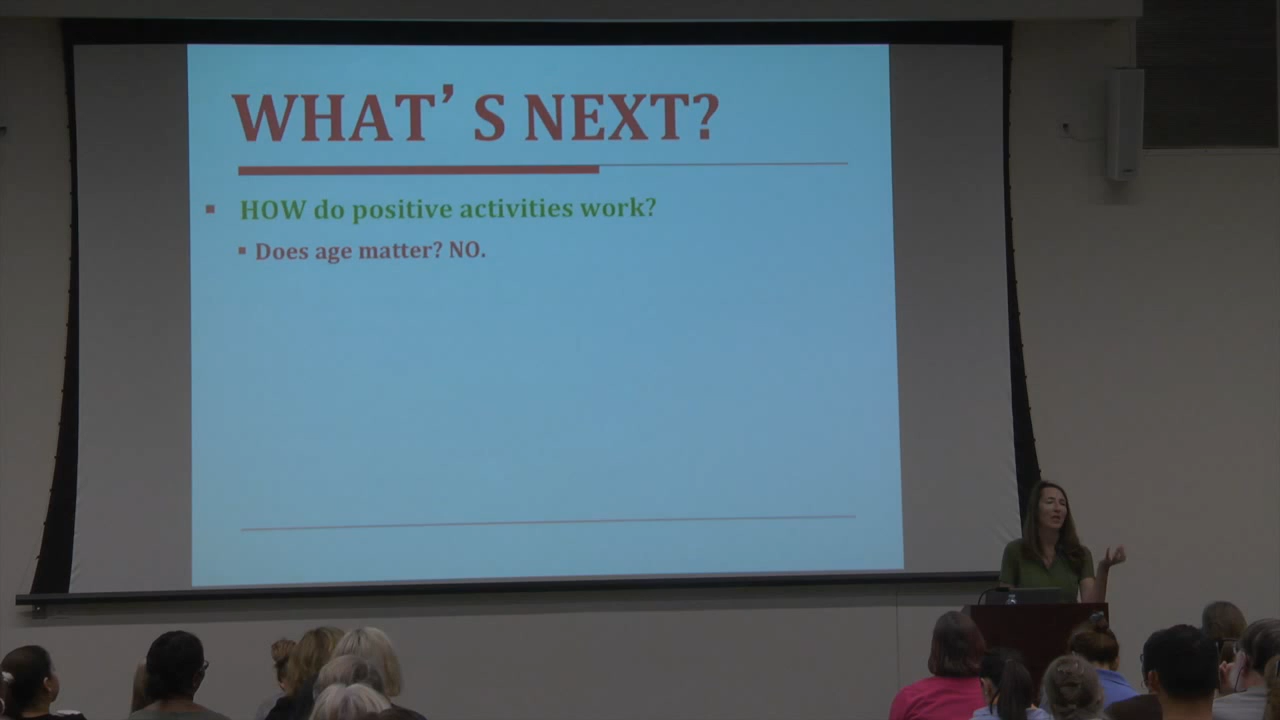 WHAT’S NEXT?
HOW do positive activities work?
Does age matter? NO.